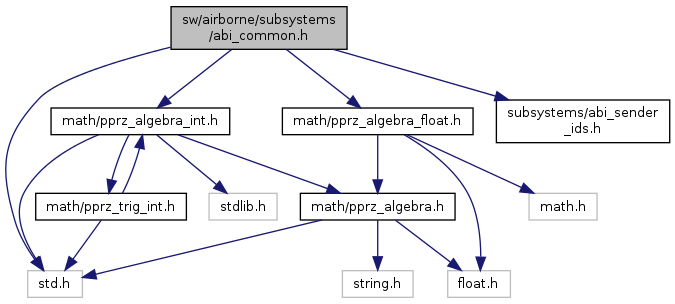 sw/airborne/subsystems
/abi_common.h
math/pprz_algebra_int.h
math/pprz_algebra_float.h
subsystems/abi_sender
_ids.h
math/pprz_trig_int.h
stdlib.h
math/pprz_algebra.h
math.h
std.h
string.h
float.h